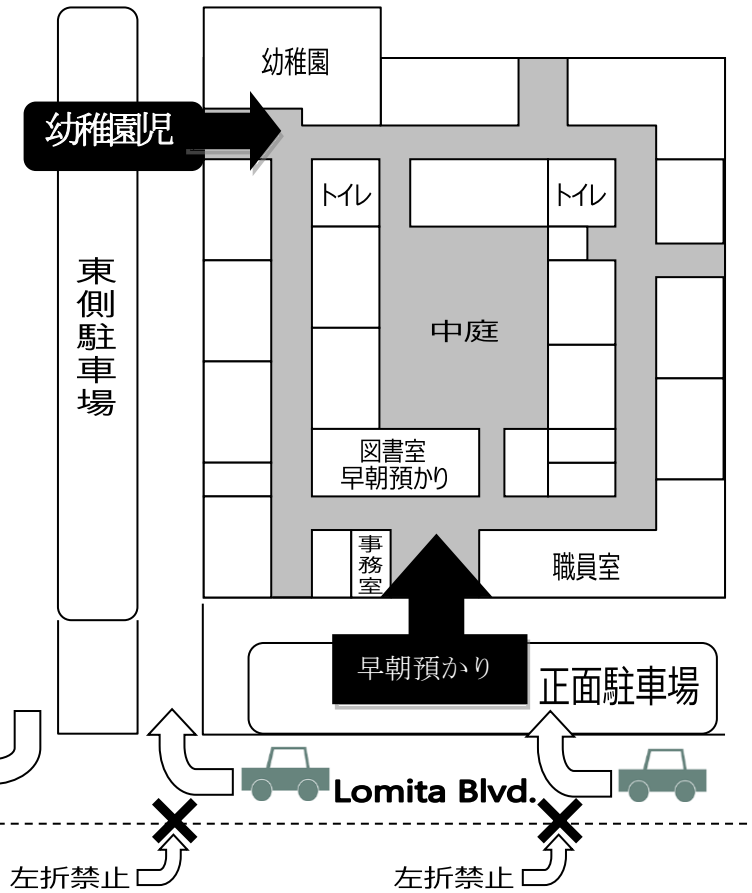 幼稚園
幼稚園児
トイレ
トイレ
東側駐車場
中庭
図書室
早朝預かり
事務室
職員室
早朝預かり
正面駐車場
Lomita Blvd.
左折禁止
左折禁止